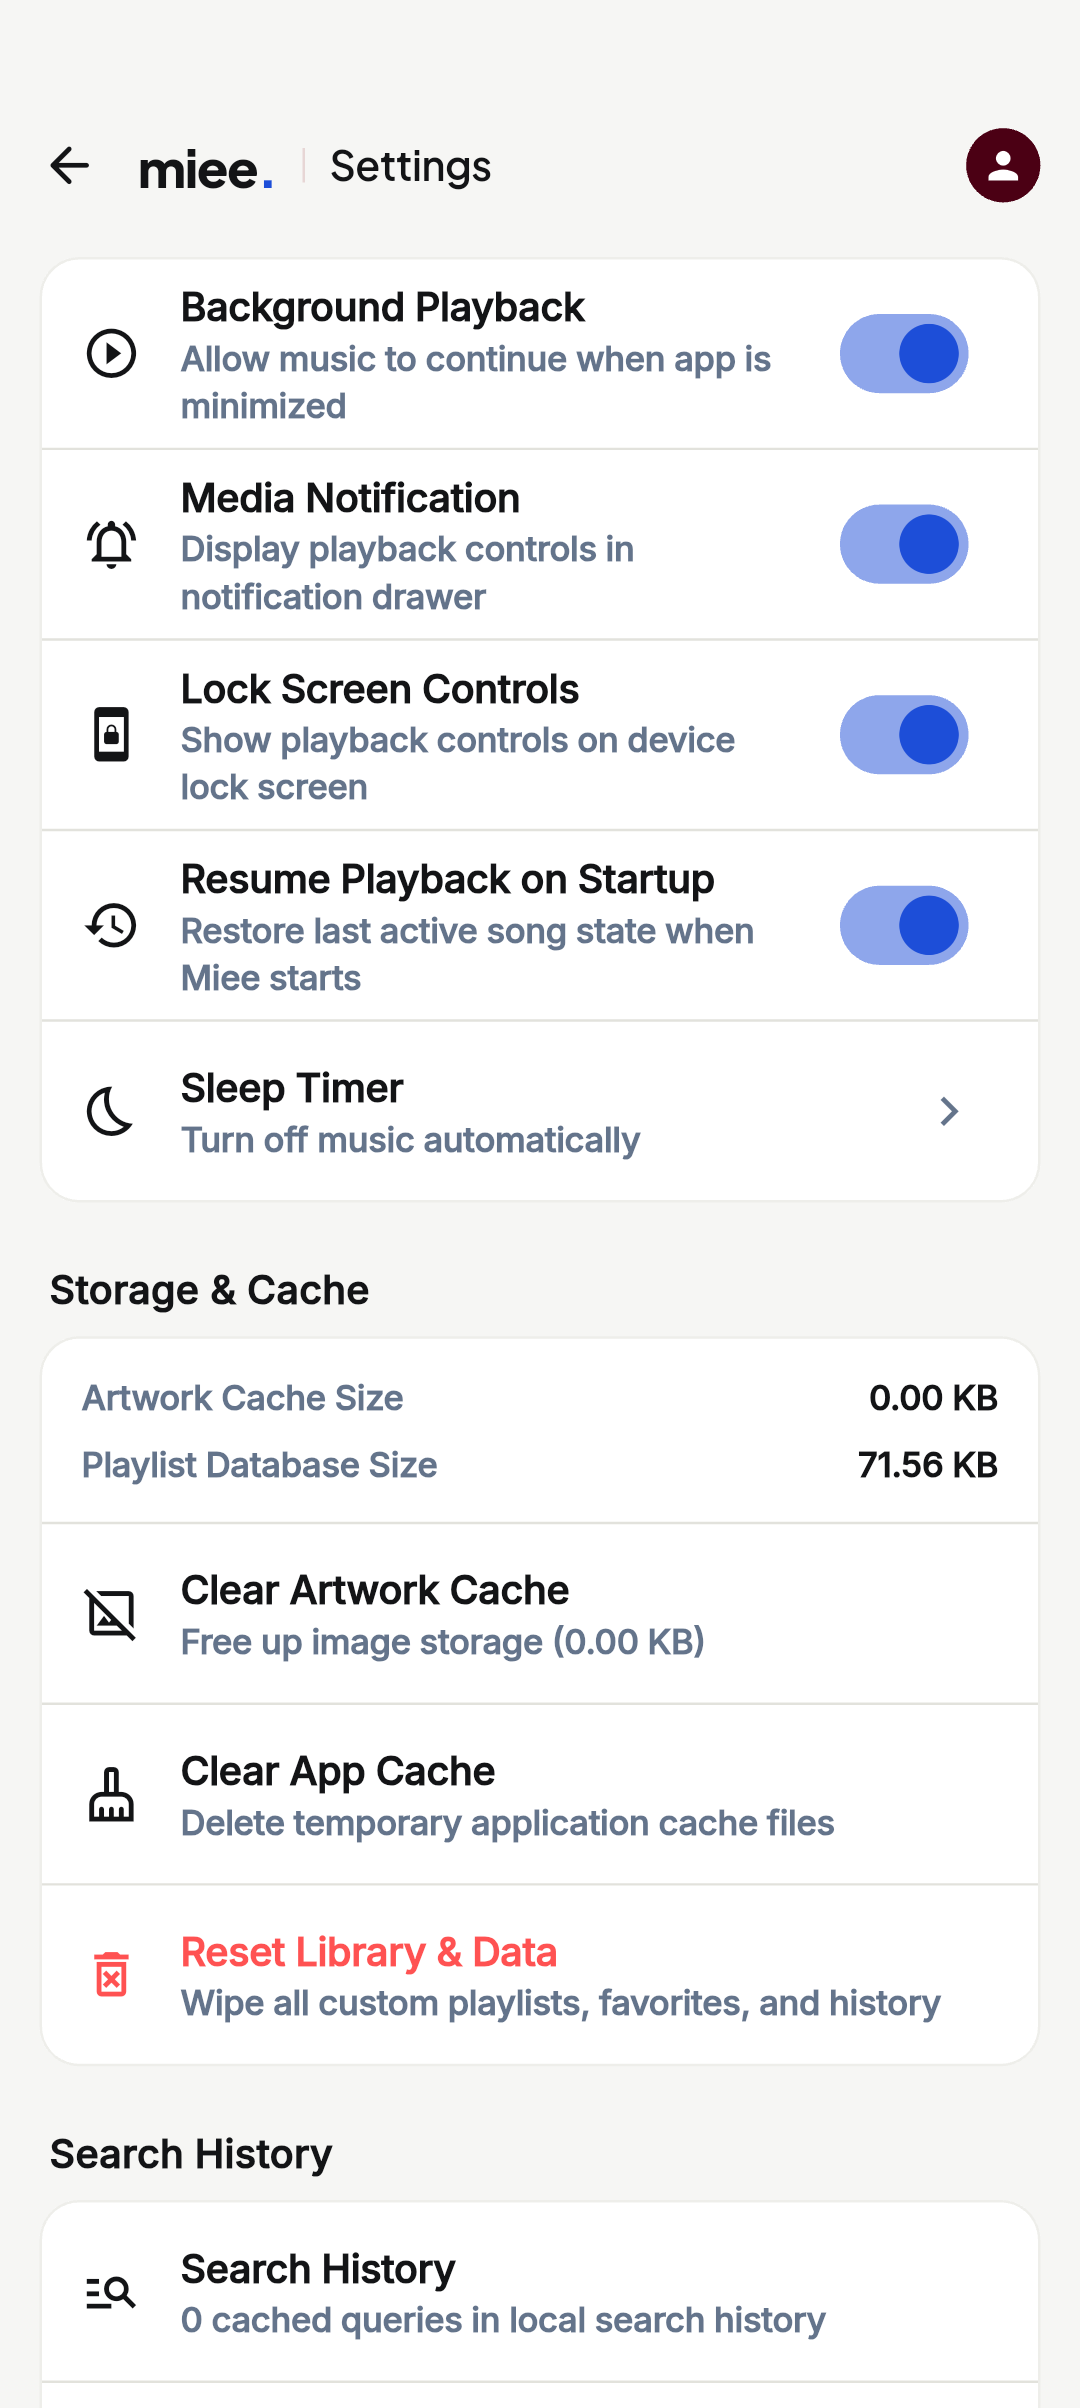 miee.
Settings
Background Playback
Allow music to continue when app is
minimized
Media Notification
Display playback controls in
notification drawer
Lock Screen Controls
Show playback controls on device
lock screen
Resume Playback on Startup
Restore last active song state when
Miee starts
Sleep Timer
Turn off music automatically
Storage & Cache
Artwork Cache Size 0.00 KB
Playlist Database Size 71.56 KB
Clear Artwork Cache
Free up image storage (0.00 KB)
Clear App Cache
Delete temporary application cache files
Reset Library & Data
Wipe all custom playlists, favorites, and history
Search History
Search History
0 cached queries in local search history